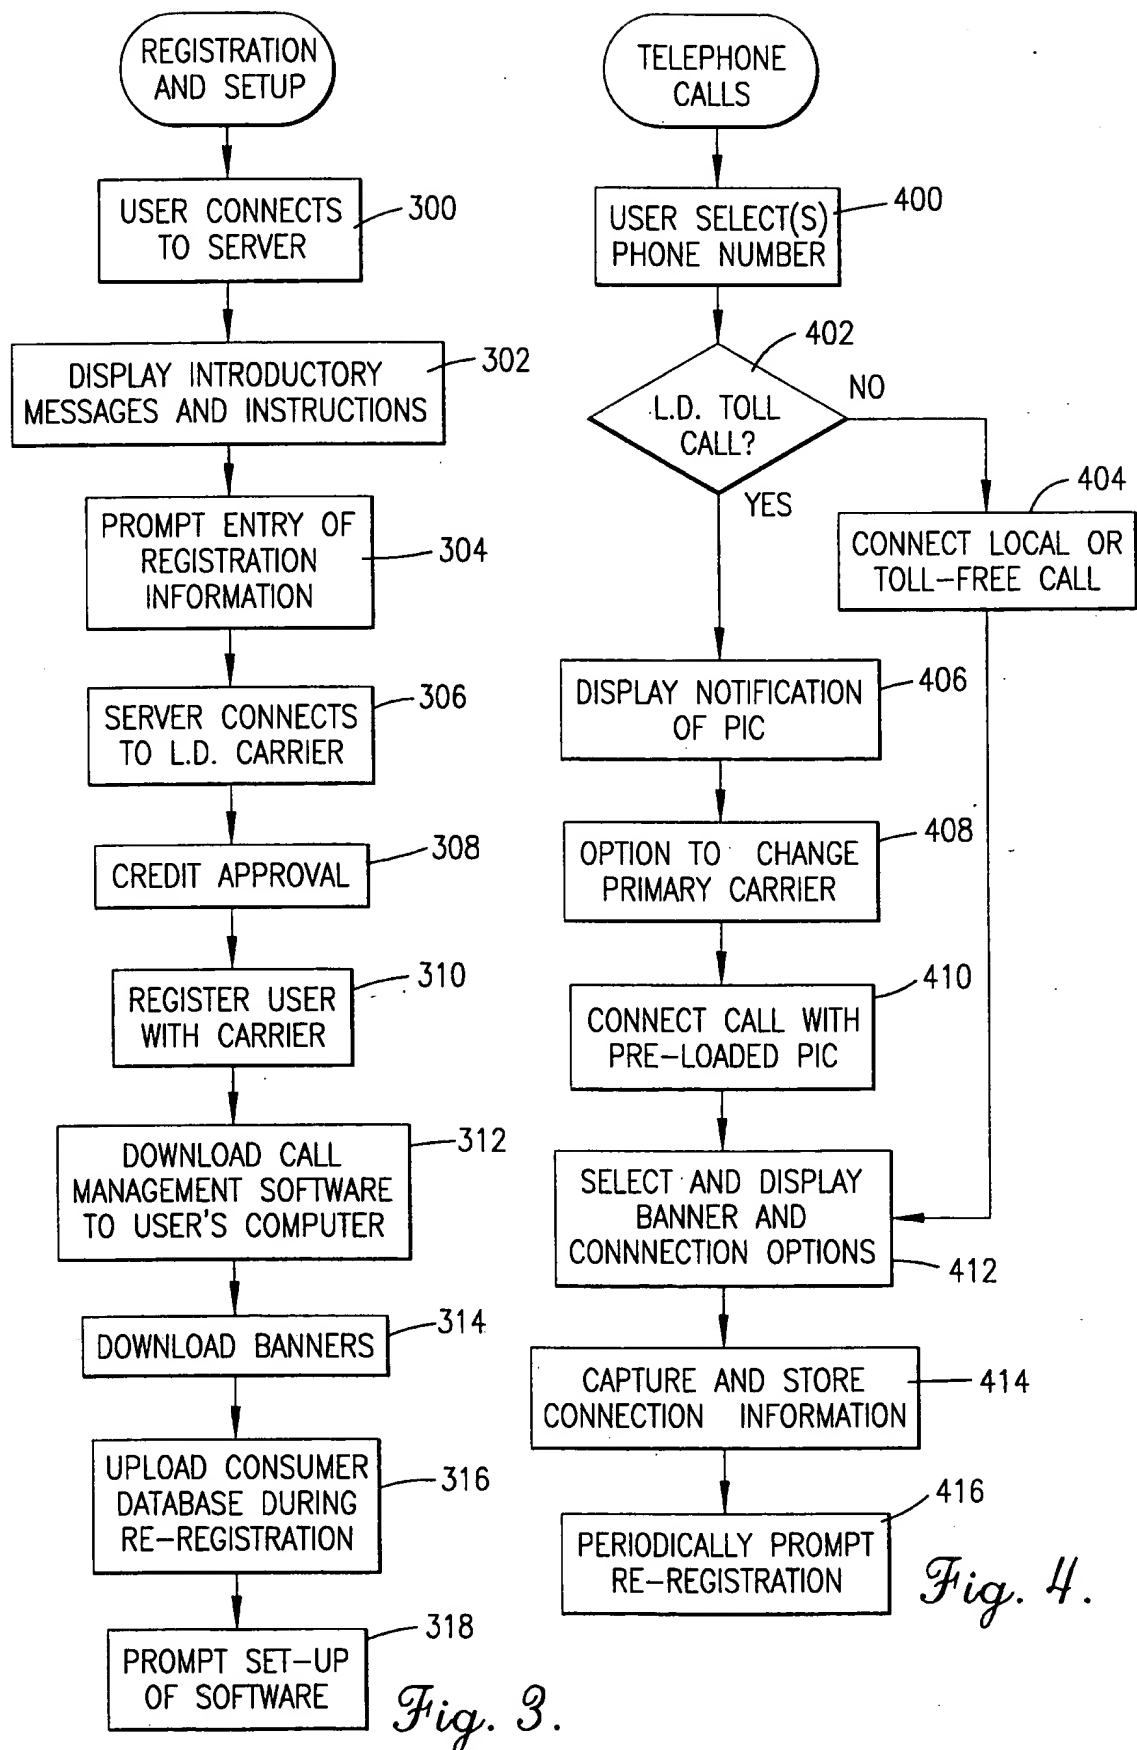 REGISTRATION
AND SETUP
USER CONNECTS
TO SERVER
300
DISPLAY INTRODUCTORY
MESSAGES AND INSTRUCTIONS
302
PROMPT ENTRY OF
REGISTRATION
INFORMATION
304
SERVER CONNECTS
TO L.D. CARRIER
306
CREDIT APPROVAL
308
REGISTER USER
WITH CARRIER
310
DOWNLOAD CALL
MANAGEMENT SOFTWARE
TO USER'S COMPUTER
312
DOWNLOAD BANNERS
314
UPLOAD CONSUMER
DATABASE DURING
RE-REGISTRATION
316
PROMPT SET-UP
OF SOFTWARE
318
Fig. 3.
TELEPHONE
CALLS
USER SELECT(S)
PHONE NUMBER
400
L.D. TOLL
CALL?
402
NO
YES
CONNECT LOCAL OR
TOLL-FREE CALL
404
DISPLAY NOTIFICATION
OF PIC
406
OPTION TO CHANGE
PRIMARY CARRIER
408
CONNECT CALL WITH
PRE-LOADED PIC
410
SELECT AND DISPLAY
BANNER AND
CONNNECTION OPTIONS
412
CAPTURE AND STORE
CONNECTION INFORMATION
414
PERIODICALLY PROMPT
RE-REGISTRATION
416
Fig. 4.